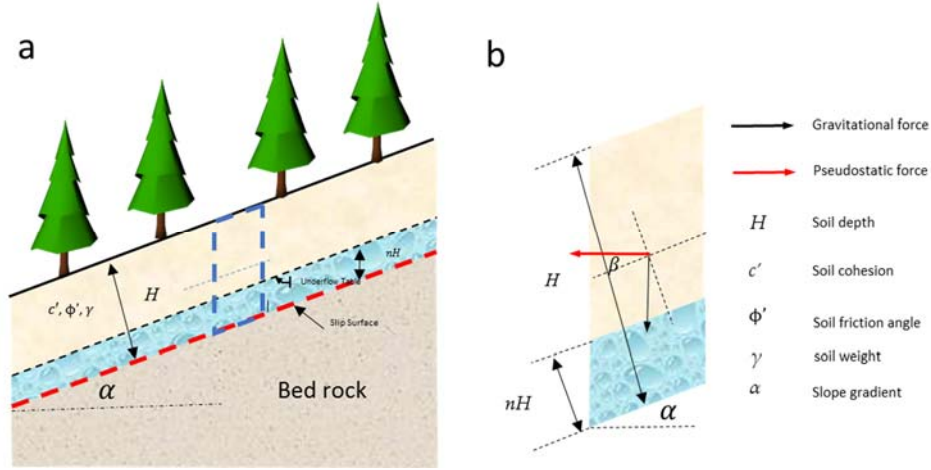 a
H
nH
Underflow Table
c', ϕ', γ
Slip Surface
α
Bed rock
b
β
H
nH
α
Gravitational force
Pseudostatic force
H Soil depth
c' Soil cohesion
ϕ' Soil friction angle
γ soil weight
α Slope gradient